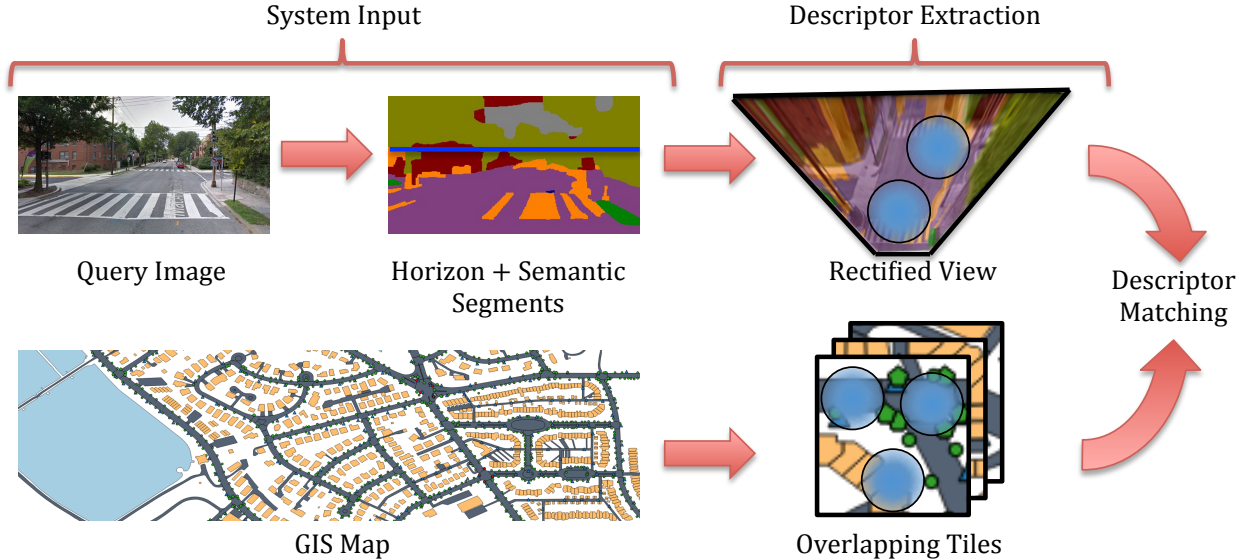 System Input
Descriptor Extraction
Query Image
Horizon + Semantic
Segments
Rectified View
Descriptor
Matching
GIS Map
Overlapping Tiles